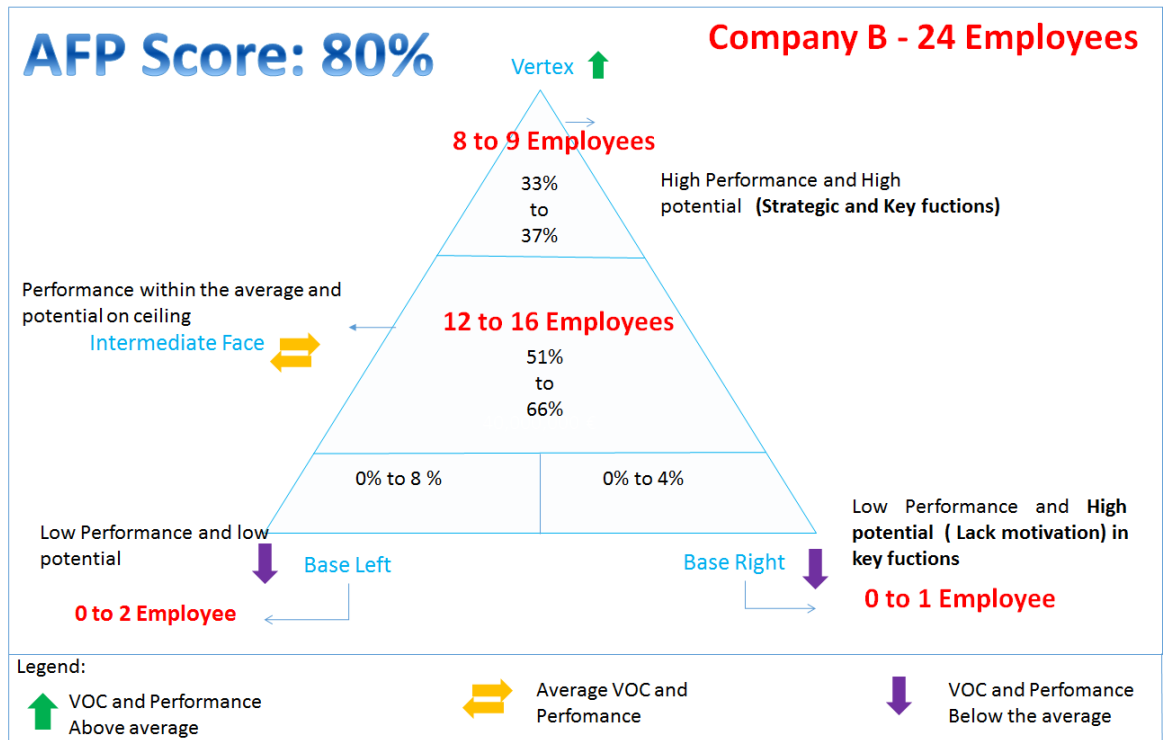 AFP Score: 80%
Company B - 24 Employees
Vertex
8 to 9 Employees
33%
to
37%
High Performance and High
potential (Strategic and Key fuctions)
Performance within the average and
potential on ceiling
Intermediate Face
12 to 16 Employees
51%
to
66%
0% to 8 %
0% to 4%
Low Performance and low
potential
Base Left
0 to 2 Employee
Base Right
Low Performance and High
potential ( Lack motivation) in
key fuctions
0 to 1 Employee
Legend:
VOC and Performance
Above average
Average VOC and
Perfomance
VOC and Perfomance
Below the average